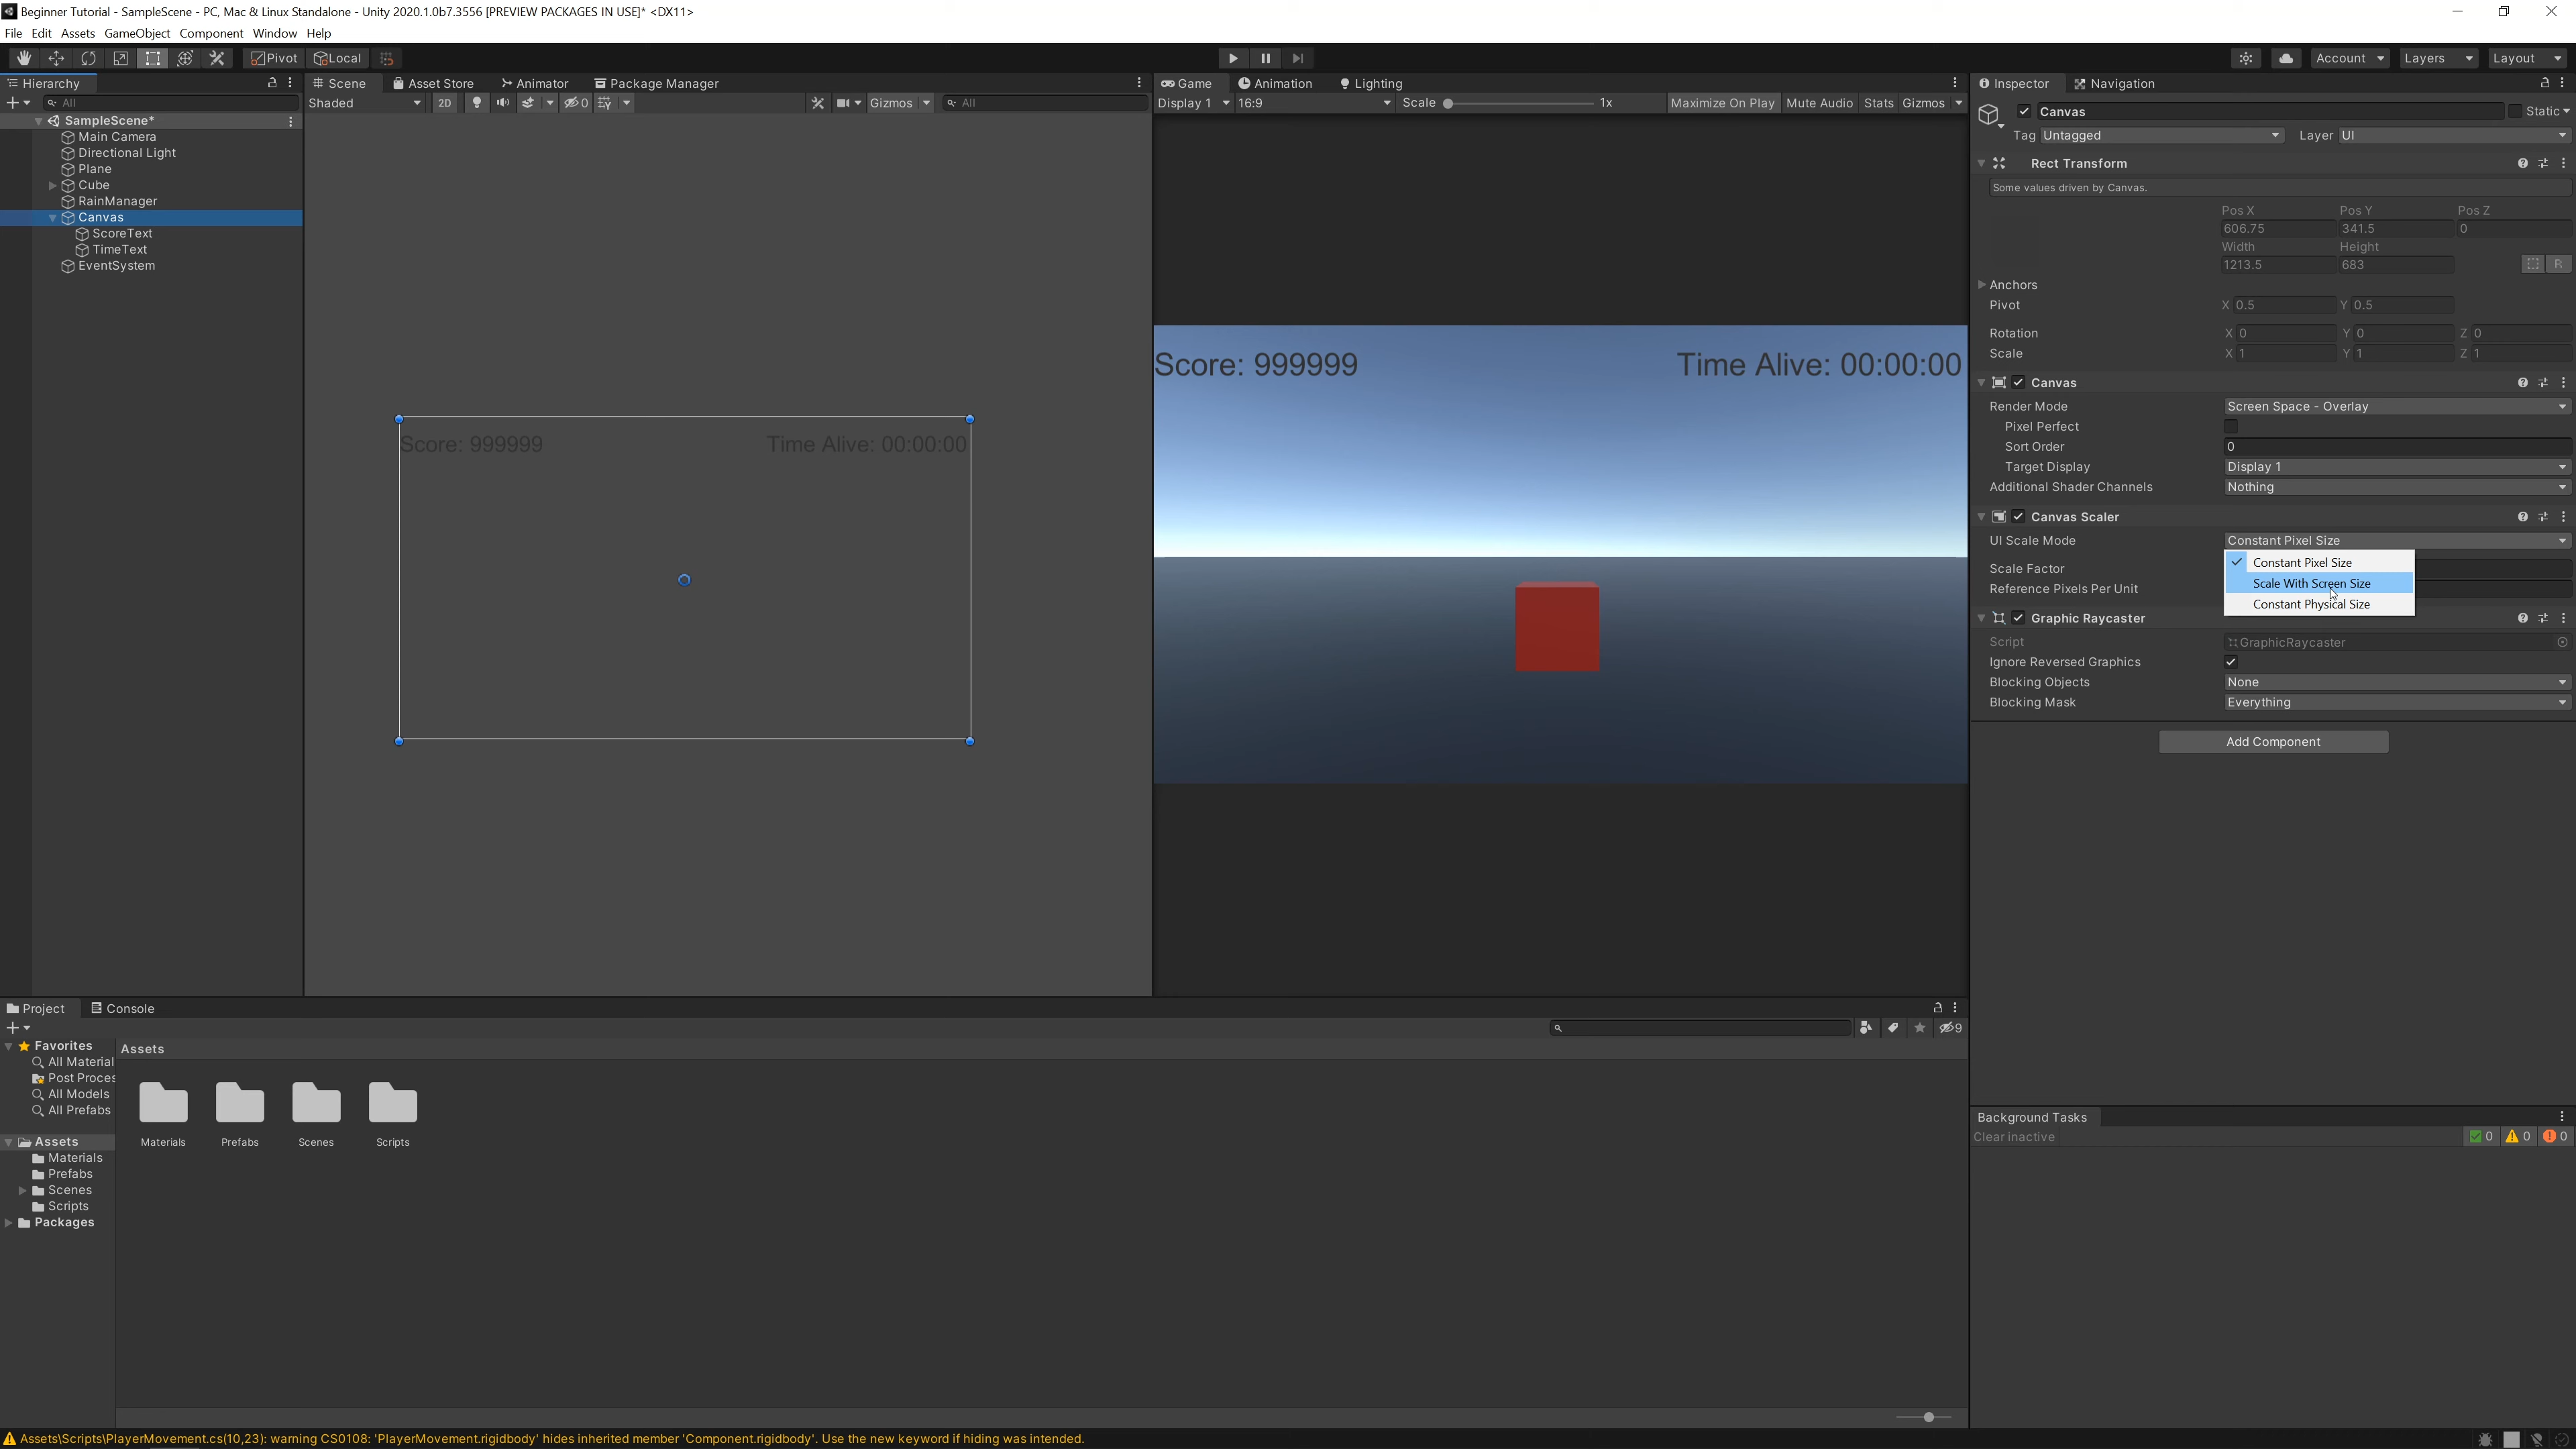 Beginner Tutorial - SampleScene - PC, Mac & Linux Standalone - Unity 2020.1.0b7.3556 [PREVIEW PACKAGES IN USE]* <DX11>
File Edit Assets GameObject Component Window Help
Pivot Local Account Layers Layout
Hierarchy
All
SampleScene*
Main Camera
Directional Light
Plane
Cube
RainManager
Canvas
ScoreText
TimeText
EventSystem
Scene Asset Store Animator Package Manager
Shaded 2D 0 Gizmos All
Score: 999999 Time Alive: 00:00:00
Game Animation Lighting
Display 1 16:9 Scale 1x Maximize On Play Mute Audio Stats Gizmos
Score: 999999 Time Alive: 00:00:00
Inspector Navigation
Canvas Static
Tag Untagged Layer UI
Rect Transform
Some values driven by Canvas.
Pos X Pos Y Pos Z
606.75 341.5 0
Width Height
1213.5 683 R
Anchors
Pivot X 0.5 Y 0.5
Rotation X 0 Y 0 Z 0
Scale X 1 Y 1 Z 1
Canvas
Render Mode Screen Space - Overlay
Pixel Perfect
Sort Order 0
Target Display Display 1
Additional Shader Channels Nothing
Canvas Scaler
UI Scale Mode Constant Pixel Size
Constant Pixel Size
Scale With Screen Size
Constant Physical Size
Scale Factor
Reference Pixels Per Unit
Graphic Raycaster
Script GraphicRaycaster
Ignore Reversed Graphics
Blocking Objects None
Blocking Mask Everything
Add Component
Project Console
9
Favorites
All Material
Post Proces
All Models
All Prefabs
Assets
Materials
Prefabs
Scenes
Scripts
Packages
Assets
Materials Prefabs Scenes Scripts
Background Tasks
Clear inactive 0 0 0
Assets\Scripts\PlayerMovement.cs(10,23): warning CS0108: 'PlayerMovement.rigidbody' hides inherited member 'Component.rigidbody'. Use the new keyword if hiding was intended.